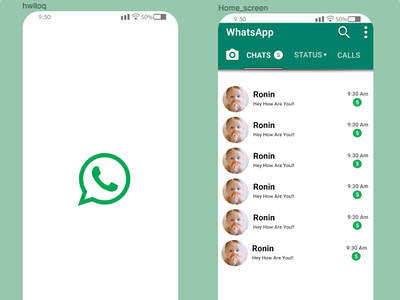 hwlloq
9:50
50%
Home_screen
9:50
50%
WhatsApp
CHATS 5 STATUS• CALLS
Ronin 9:30 Am
Hey How Are You!! 5
Ronin 9:30 AM
Hey How Are You!! 5
Ronin 9:30 AM
Hey How Are You!! 5
Ronin 9:30 AM
Hey How Are You!! 5
Ronin 9:30 AM
Hey How Are You!! 5
Ronin 9:30 AM
Hey How Are You!! 5